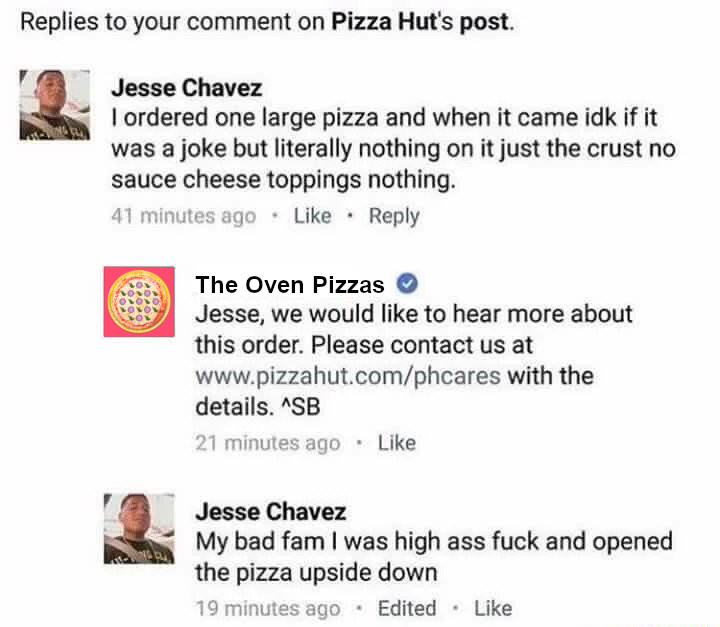 Replies to your comment on Pizza Hut's post.
Jesse Chavez
I ordered one large pizza and when it came idk if it
was a joke but literally nothing on it just the crust no
sauce cheese toppings nothing.
41 minutes ago · Like · Reply
The Oven Pizzas
Jesse, we would like to hear more about
this order. Please contact us at
www.pizzahut.com/phcares with the
details. ^SB
21 minutes ago · Like
Jesse Chavez
My bad fam I was high ass fuck and opened
the pizza upside down
19 minutes ago · Edited · Like